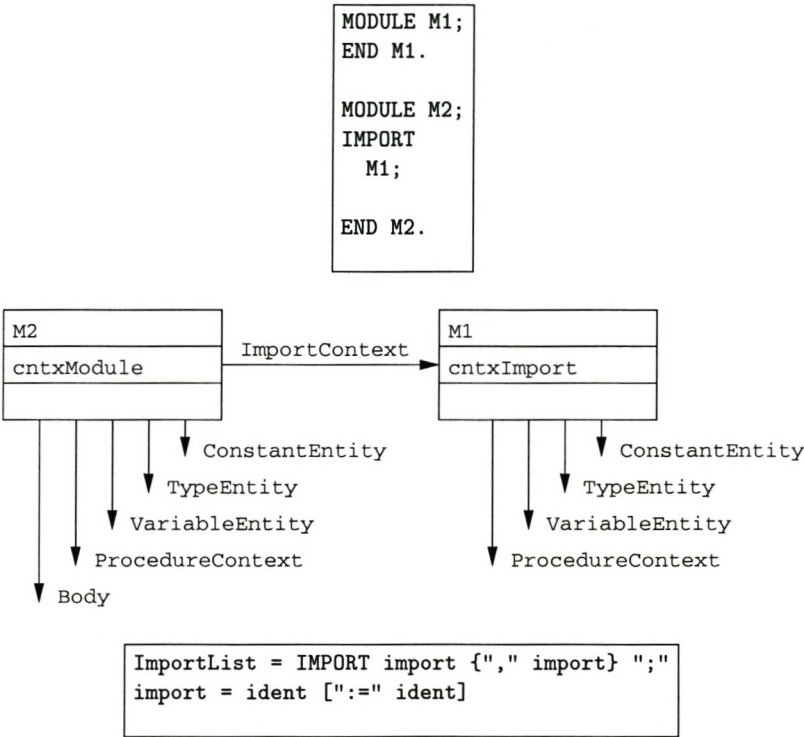 MODULE M1;
END M1.
MODULE M2;
IMPORT
M1;
END M2.
M2
cntxModule
ImportContext
M1
cntxImport
ConstantEntity
TypeEntity
VariableEntity
ProcedureContext
Body
ConstantEntity
TypeEntity
VariableEntity
ProcedureContext
ImportList = IMPORT import {"," import} ";"
import = ident [":=" ident]